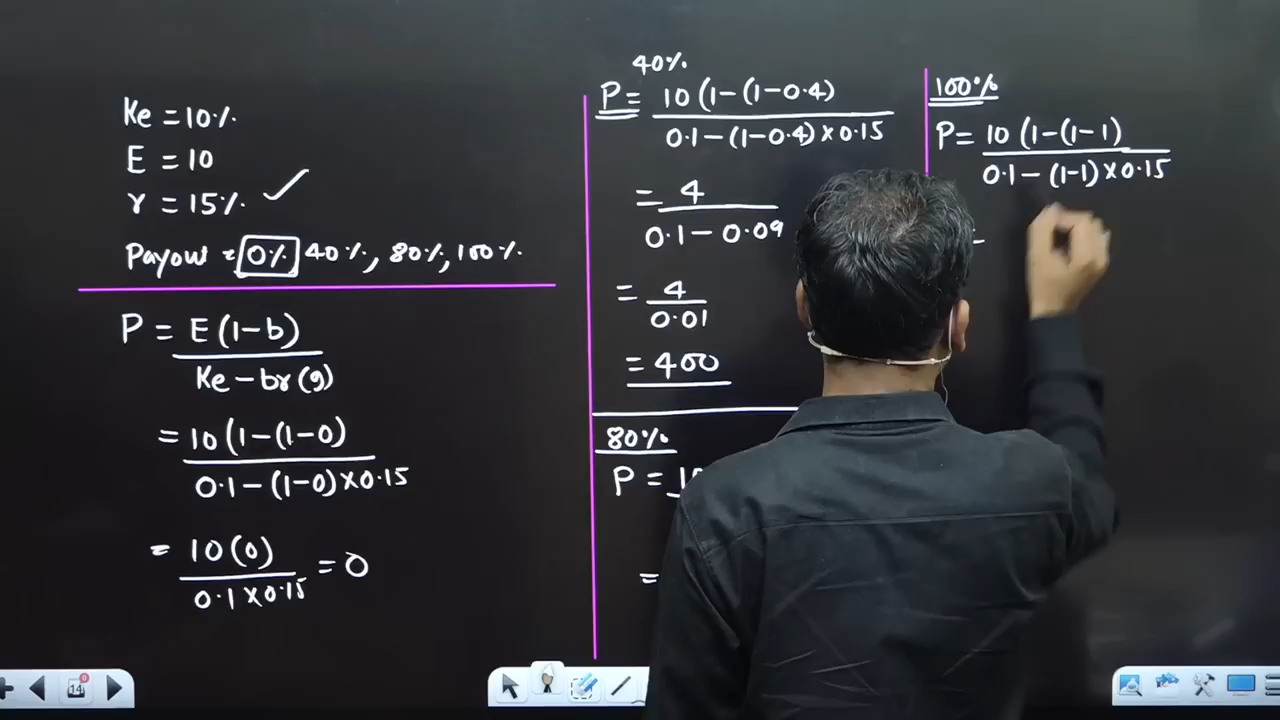 Ke = 10%
E = 10
r = 15% ✓
Payout = 0% 40%, 80%, 100%
P = E(1-b)
Ke - br(g)
= 10(1-(1-0)
0.1-(1-0)×0.15
= 10(0)
0.1×0.15
= 0
40%
P = 10(1-(1-0.4)
0.1-(1-0.4)×0.15
= 4
0.1-0.09
= 4
0.01
= 400
80%
P =
=
100%
P = 10(1-(1-1)
0.1-(1-1)×0.15
14